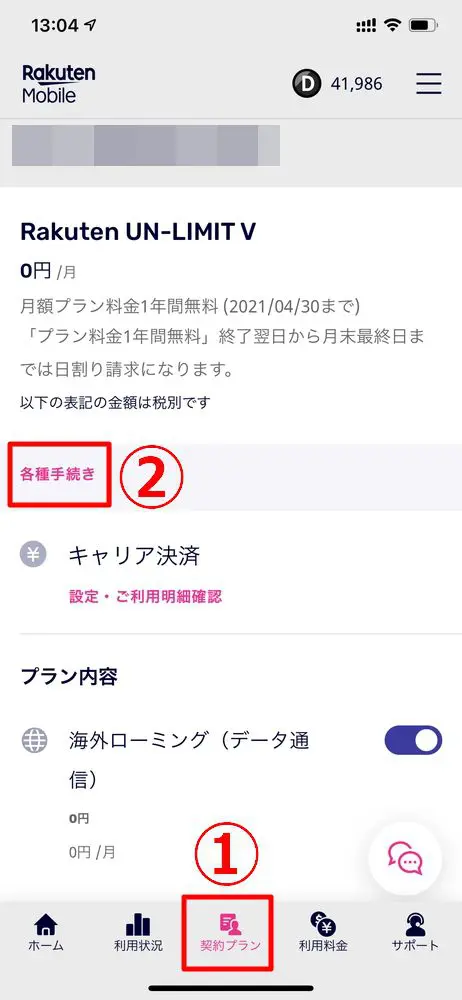 13:04
Rakuten
Mobile
D 41,986
Rakuten UN-LIMIT V
0円 /月
月額プラン料金1年間無料 (2021/04/30まで)
「プラン料金1年間無料」終了翌日から月末最終日ま
では日割り請求になります。
以下の表記の金額は税別です
各種手続き
②
¥ キャリア決済
設定・ご利用明細確認
プラン内容
海外ローミング（データ通
信）
0円
0円 /月
①
ホーム 利用状況 契約プラン 利用料金 サポート